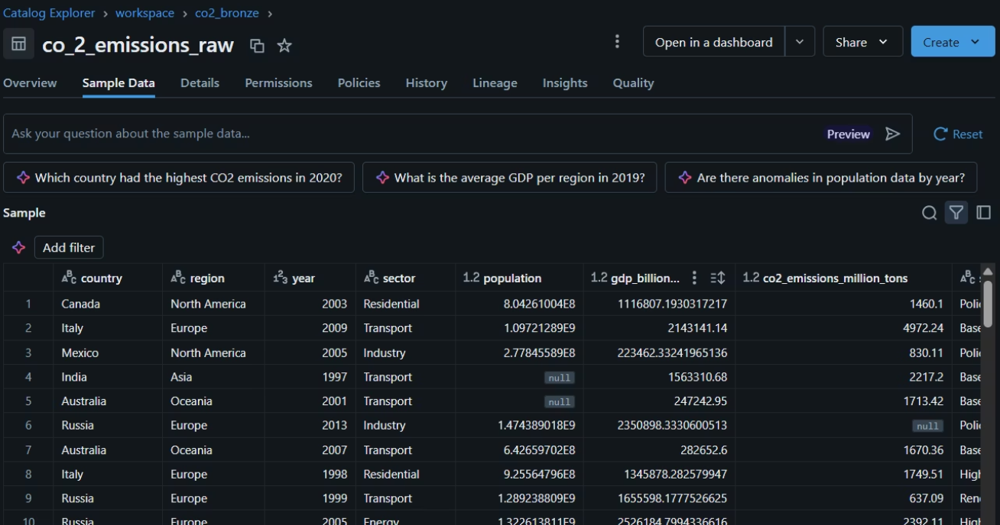 Catalog Explorer > workspace > co2_bronze >
co_2_emissions_raw
Open in a dashboard
Share
Create
Overview Sample Data Details Permissions Policies History Lineage Insights Quality
Ask your question about the sample data... Preview
Reset
Which country had the highest CO2 emissions in 2020? What is the average GDP per region in 2019? Are there anomalies in population data by year?
Sample
Add filter
country region year sector 1.2 population 1.2 gdp_billion... 1.2 co2_emissions_million_tons
1 Canada North America 2003 Residential 8.04261004E8 1116807.1930317217 1460.1
2 Italy Europe 2009 Transport 1.09721289E9 2143141.14 4972.24 Base
3 Mexico North America 2005 Industry 2.77845589E8 223462.33241965136 830.11
4 India Asia 1997 Transport null 1563310.68 2217.2 Base
5 Australia Oceania 2001 Transport null 247242.95 1713.42 Base
6 Russia Europe 2013 Industry 1.474389018E9 2350898.3330600513 null
7 Australia Oceania 2007 Transport 6.42659702E8 282652.6 1670.36 Base
8 Italy Europe 1998 Residential 9.25564796E8 1345878.282579947 1749.51 High
9 Russia Europe 1999 Transport 1.289238809E9 1655598.1777526625 637.09 Ren
10 Russia Europe 2005 Energy 1.322613811E9 2526184.7994336616 2392.11 High